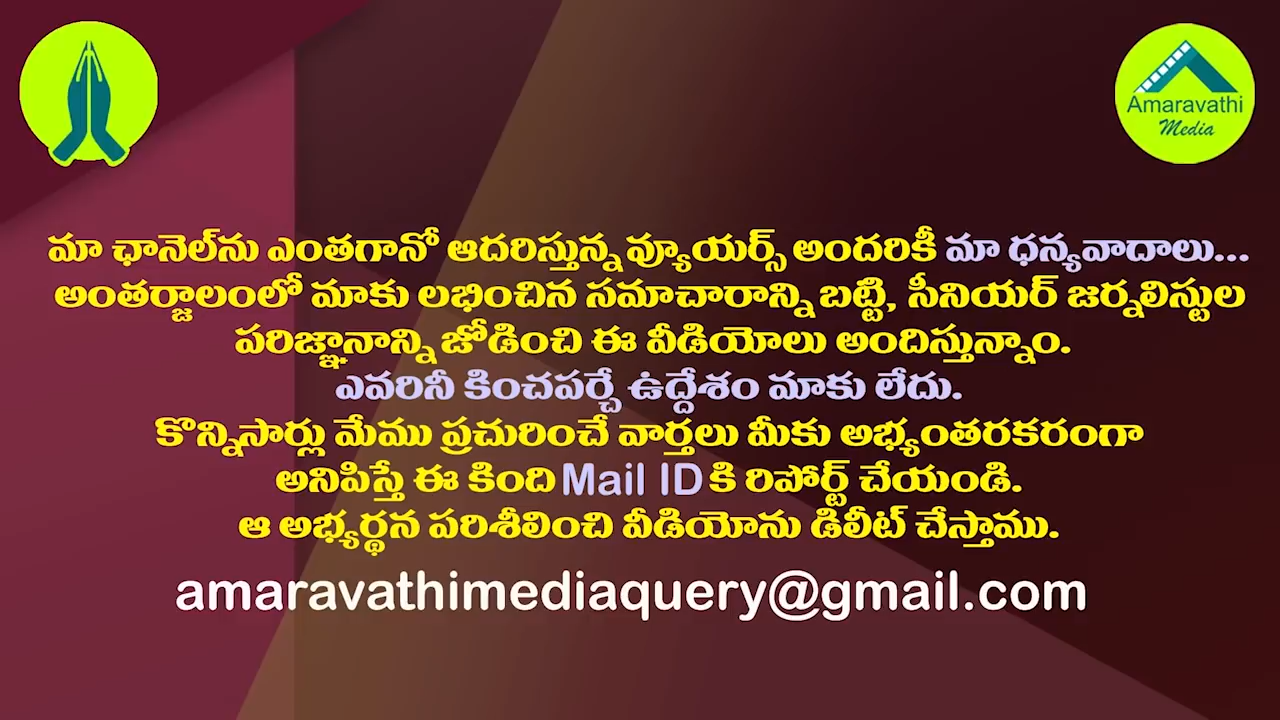 Amaravathi
Media
మా ఛానెల్‌ను ఎంతగానో ఆదరిస్తున్న వ్యూయర్స్ అందరికీ మా ధన్యవాదాలు...
అంతర్జాలంలో మాకు లభించిన సమాచారాన్ని బట్టి, సీనియర్ జర్నలిస్టుల
పరిజ్ఞానాన్ని జోడించి ఈ వీడియోలు అందిస్తున్నాం.
ఎవరినీ కించపర్చే ఉద్దేశం మాకు లేదు.
కొన్నిసార్లు మేము ప్రచురించే వార్తలు మీకు అభ్యంతరకరంగా
అనిపిస్తే ఈ కింది Mail ID కి రిపోర్ట్ చేయండి.
ఆ అభ్యర్థన పరిశీలించి వీడియోను డిలీట్ చేస్తాము.
amaravathimediaquery@gmail.com